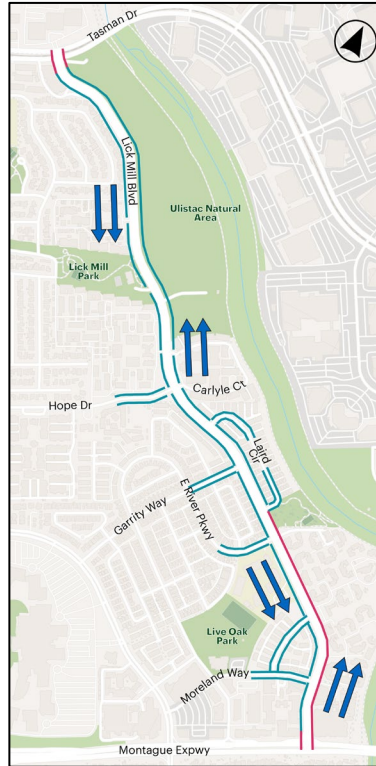 Tasman Dr
Lick Mill Blvd
Ulistac Natural
Area
Lick Mill
Park
Carlyle Ct
Hope Dr
Laird
Cir
Garrity Way
E River Pkwy
Live Oak
Park
Moreland Way
Montague Expwy